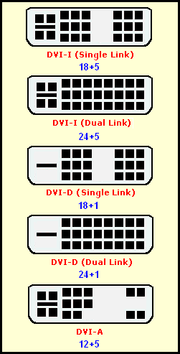 DVI-I (Single Link)
18+5
DVI-I (Dual Link)
24+5
DVI-D (Single Link)
18+1
DVI-D (Dual Link)
24+1
DVI-A
12+5